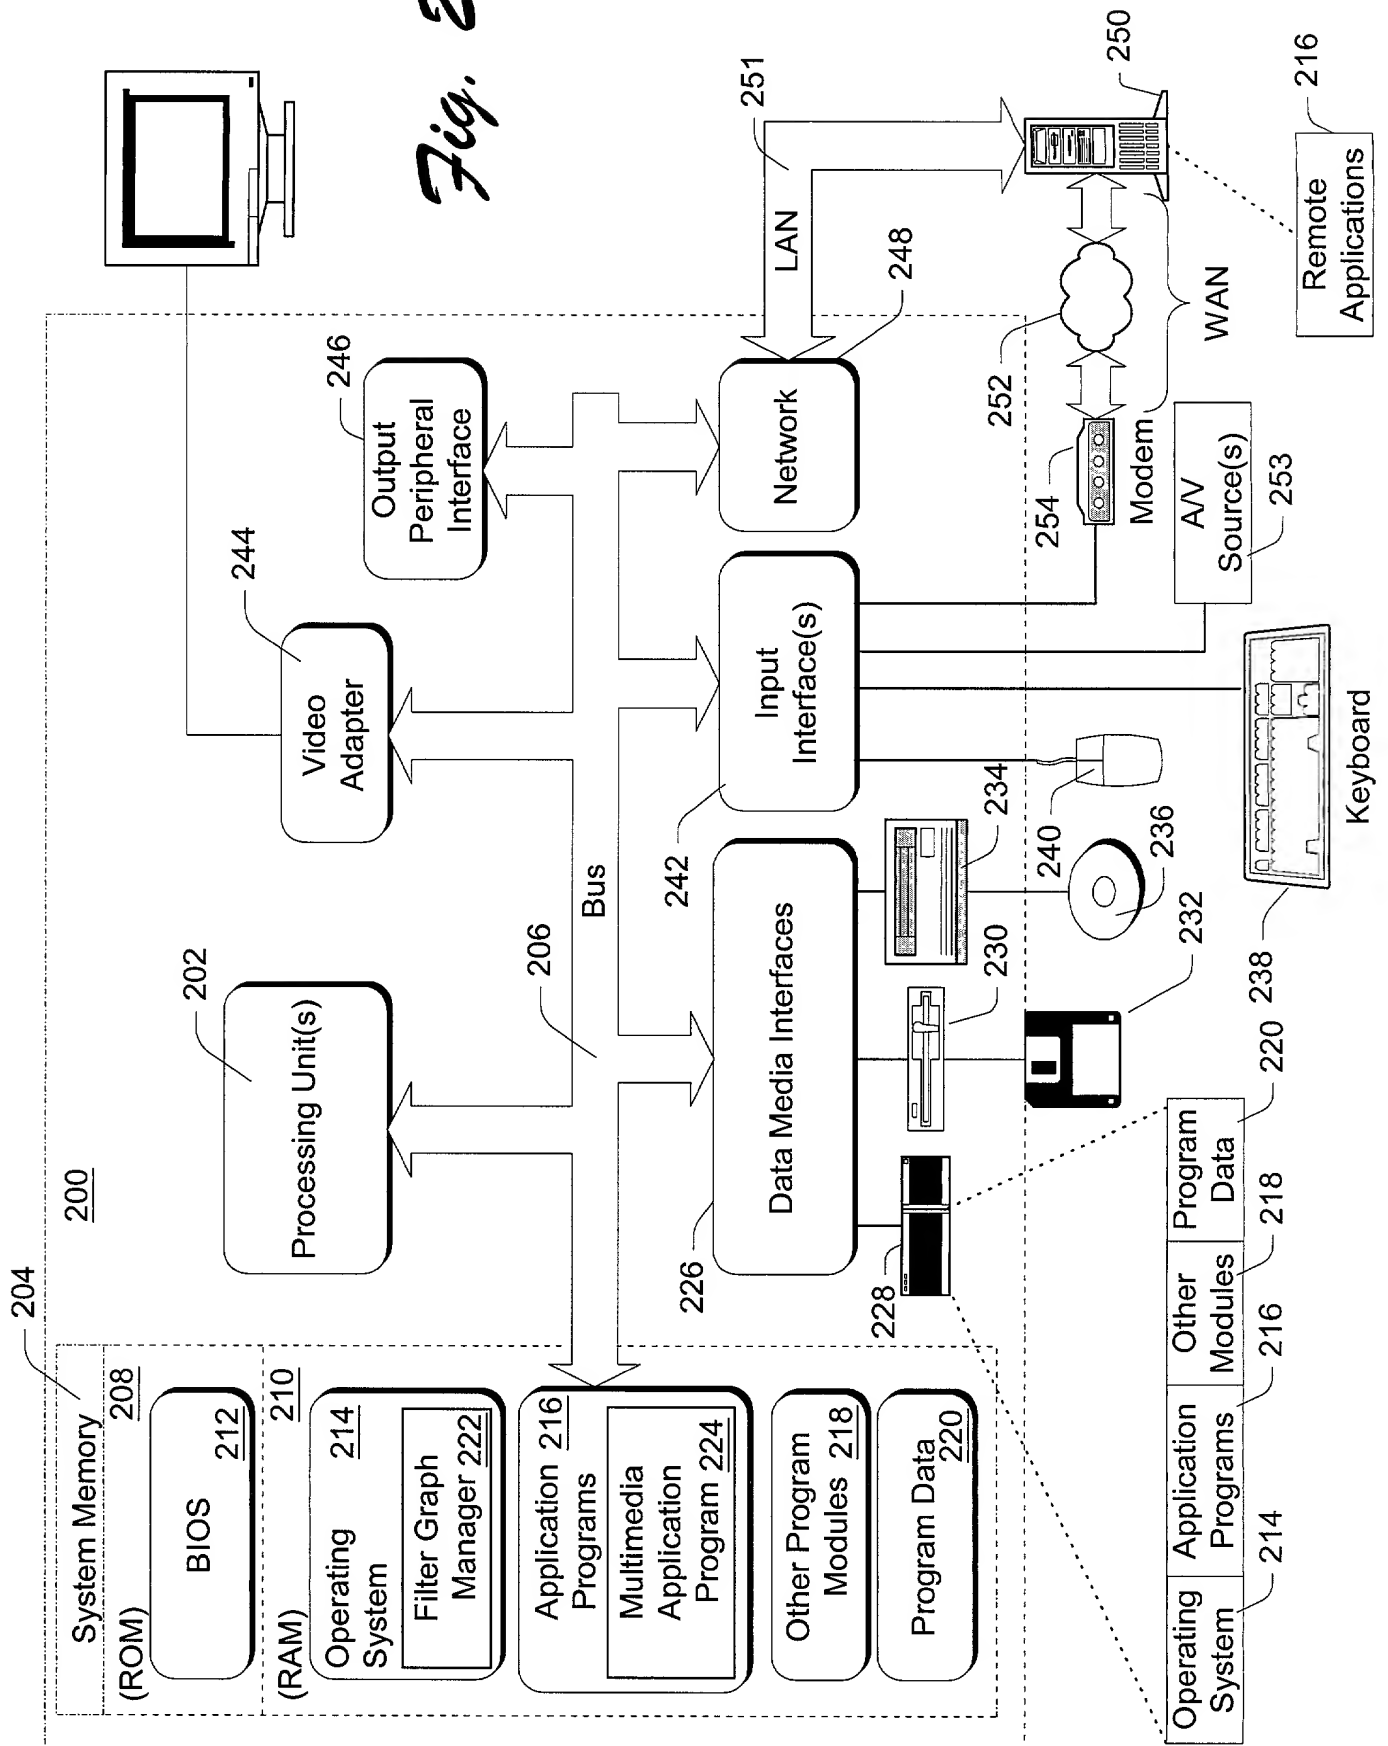 204
200
System Memory
(ROM)
208
BIOS
212
(RAM)
210
Operating
System
214
Filter Graph
Manager 222
Application 216
Programs
Multimedia
Application
Program 224
Other Program
Modules 218
Program Data
220
202
Processing Unit(s)
206
Bus
244
Video
Adapter
246
Output
Peripheral
Interface
226
Data Media Interfaces
242
Input
Interface(s)
Network
248
LAN
251
228
230
234
232
236
240
238
Keyboard
A/V
Source(s)
253
254
Modem
252
WAN
250
Remote
Applications
216
Operating
System
214
Application
Programs
216
Other
Modules
218
Program
Data
220